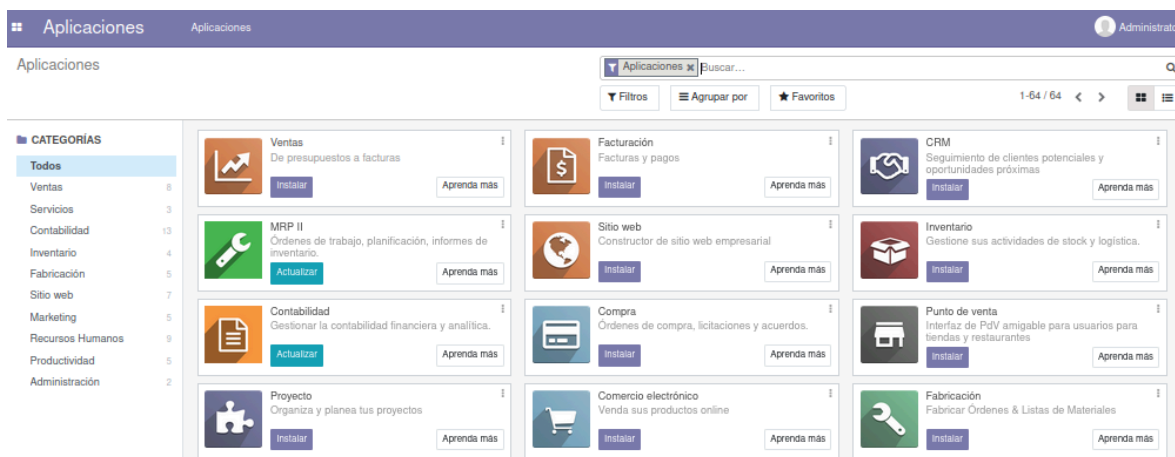 Aplicaciones
Aplicaciones
Administrato
Aplicaciones
Aplicaciones
Buscar...
Filtros
Agrupar por
Favoritos
1-64 / 64
CATEGORÍAS
Todos
Ventas 8
Servicios 3
Contabilidad 13
Inventario 4
Fabricación 5
Sitio web 7
Marketing 5
Recursos Humanos 9
Productividad 5
Administración 2
Ventas
De presupuestos a facturas
Instalar
Aprenda más
Facturación
Facturas y pagos
Instalar
Aprenda más
CRM
Seguimiento de clientes potenciales y
oportunidades próximas
Instalar
Aprenda más
MRP II
Órdenes de trabajo, planificación, informes de
inventario.
Actualizar
Aprenda más
Sitio web
Constructor de sitio web empresarial
Instalar
Aprenda más
Inventario
Gestione sus actividades de stock y logística.
Instalar
Aprenda más
Contabilidad
Gestionar la contabilidad financiera y analítica.
Actualizar
Aprenda más
Compra
Órdenes de compra, licitaciones y acuerdos.
Instalar
Aprenda más
Punto de venta
Interfaz de PdV amigable para usuarios para
tiendas y restaurantes
Instalar
Aprenda más
Proyecto
Organiza y planea tus proyectos
Instalar
Aprenda más
Comercio electrónico
Venda sus productos online
Instalar
Aprenda más
Fabricación
Fabricar Órdenes & Listas de Materiales
Instalar
Aprenda más